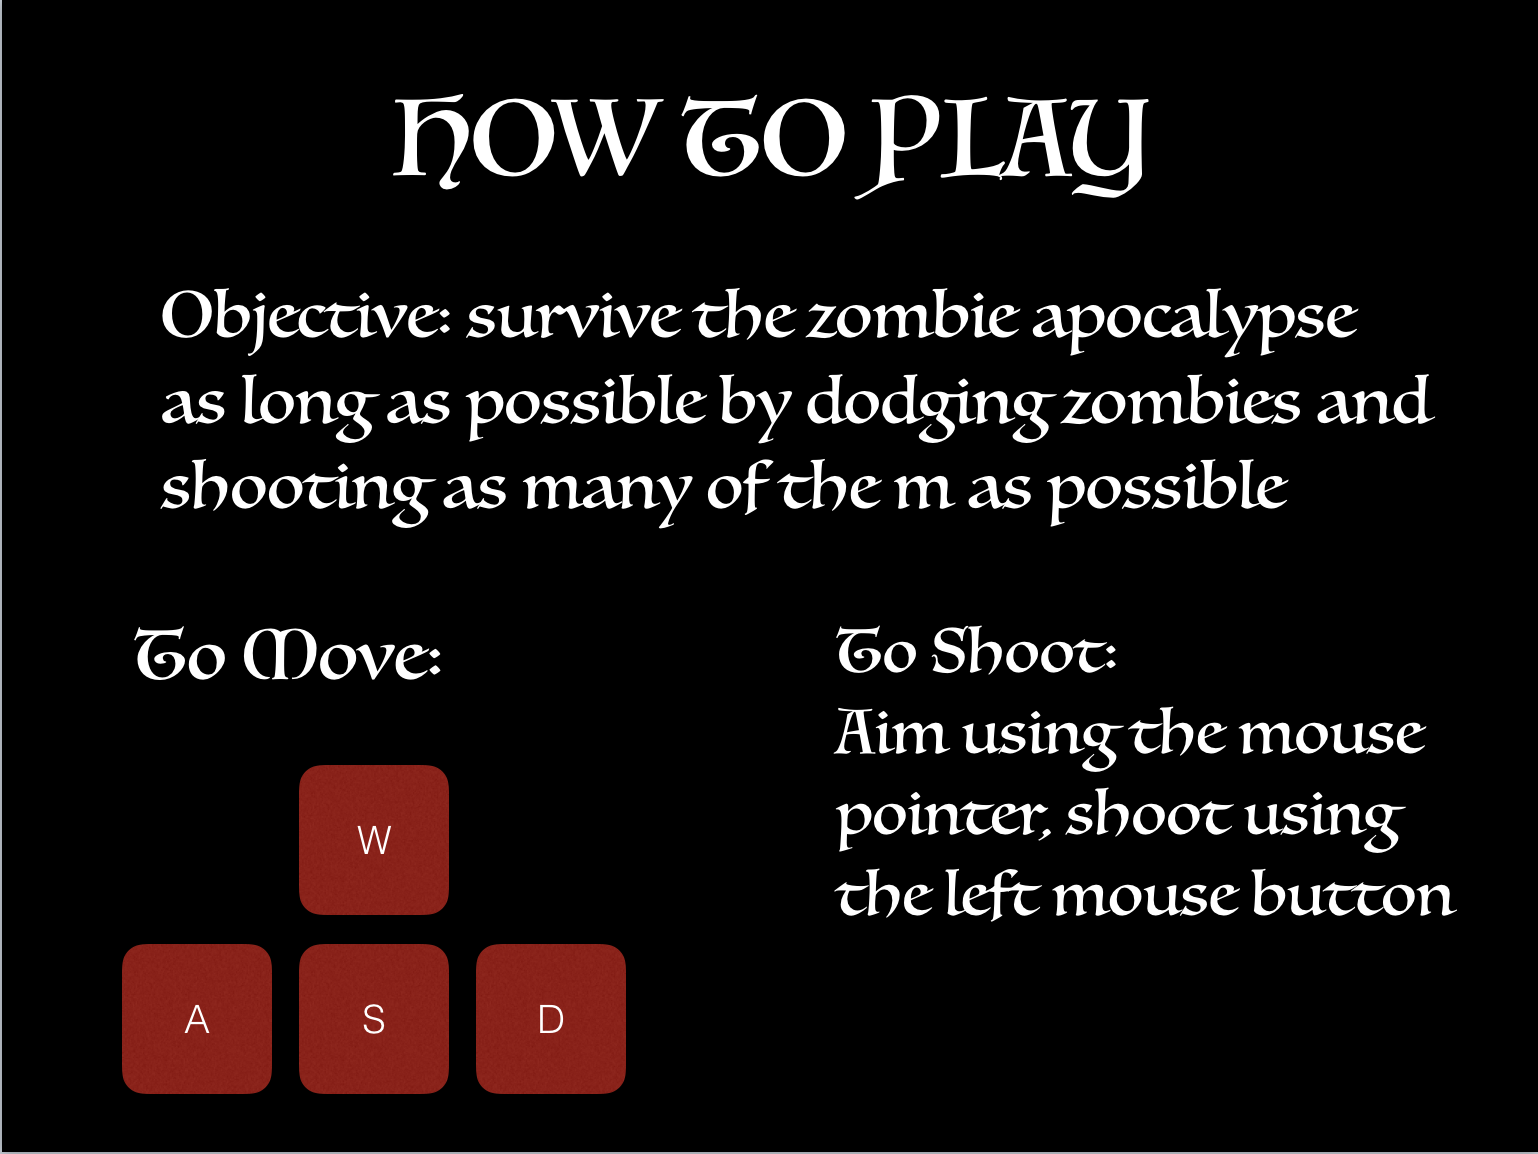 HOW TO PLAY
Objective: survive the zombie apocalypse
as long as possible by dodging zombies and
shooting as many of the m as possible
To Move:
W
A S D
To Shoot:
Aim using the mouse
pointer, shoot using
the left mouse button